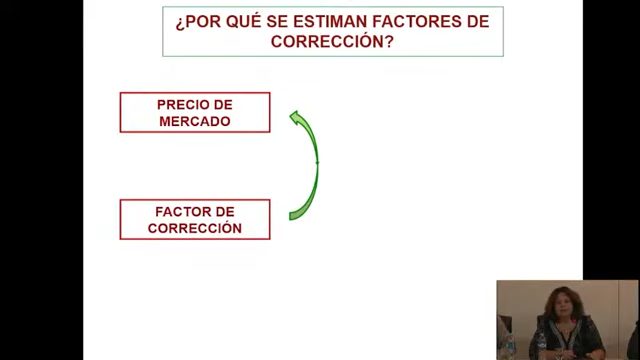 ¿POR QUÉ SE ESTIMAN FACTORES DE
CORRECCIÓN?
PRECIO DE
MERCADO
FACTOR DE
CORRECCIÓN